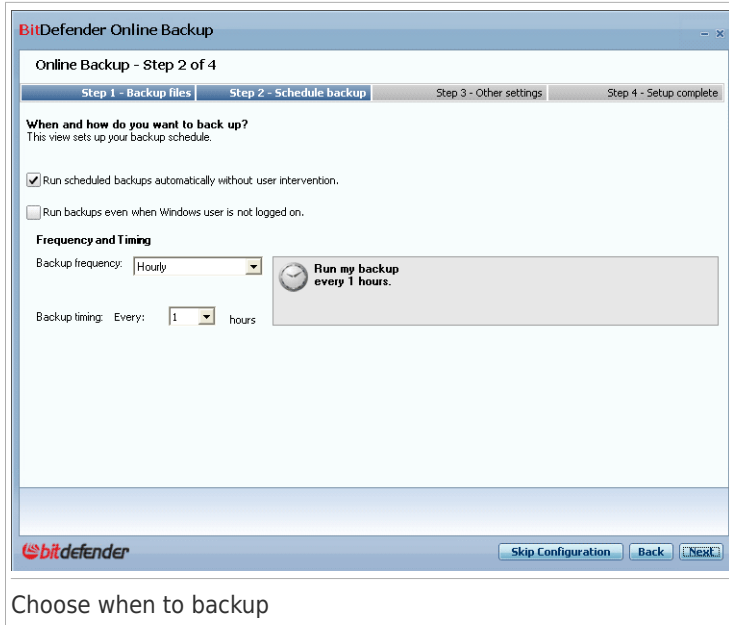 BitDefender Online Backup
Online Backup - Step 2 of 4
Step 1 - Backup files Step 2 - Schedule backup Step 3 - Other settings Step 4 - Setup complete
When and how do you want to back up?
This view sets up your backup schedule.
Run scheduled backups automatically without user intervention.
Run backups even when Windows user is not logged on.
Frequency and Timing
Backup frequency: Hourly
Run my backup
every 1 hours.
Backup timing: Every: 1 hours
bitdefender
Skip Configuration Back Next
Choose when to backup